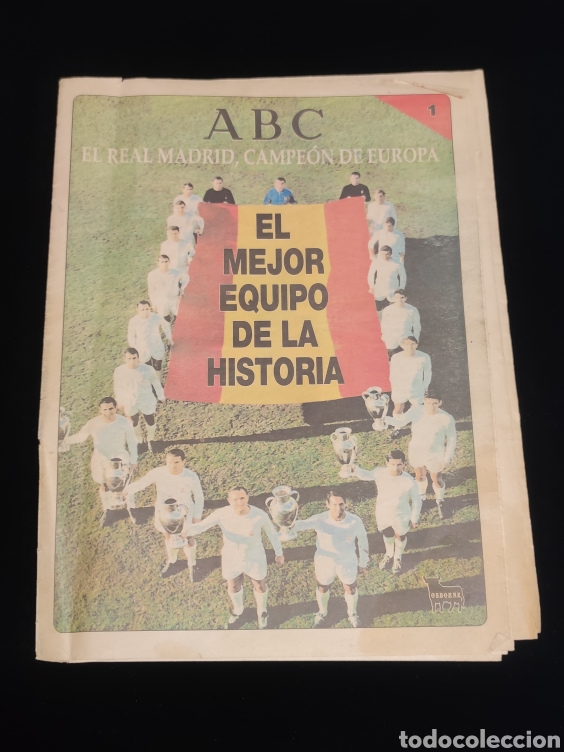 ABC
1
EL REAL MADRID, CAMPEÓN DE EUROPA
EL
MEJOR
EQUIPO
DE LA
HISTORIA
OSBORNE
todocoleccion